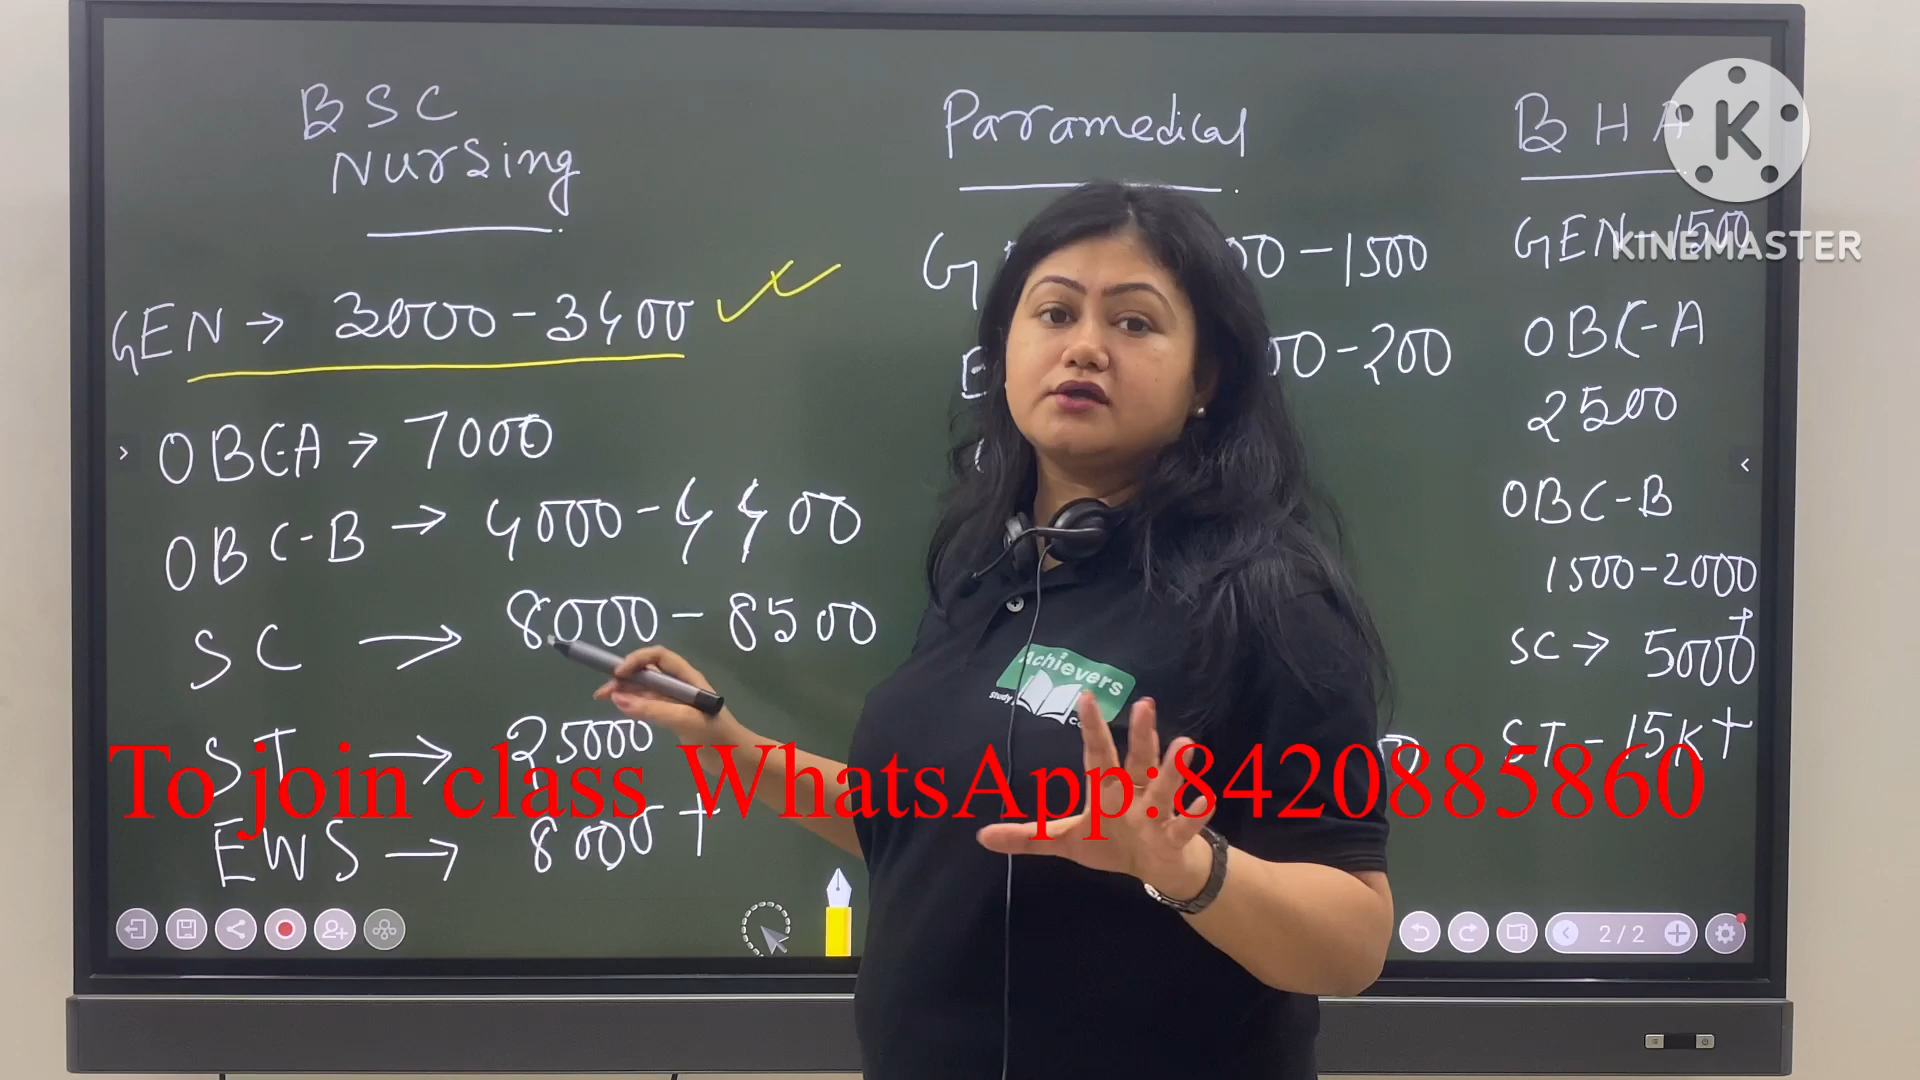 BSC
Nursing
GEN → 3000-3400
OBC-A → 7000
OBC-B → 4000-4400
SC → 8000-8500
ST → 25000
EWS → 8000+
Paramedical
-1500
-200
BHA
GEN-1500
OBC-A
2500
OBC-B
1500-2000
SC → 5000+
ST-15K+
K
KINEMASTER
Achievers
Study
To join class WhatsApp:8420885860
2/2